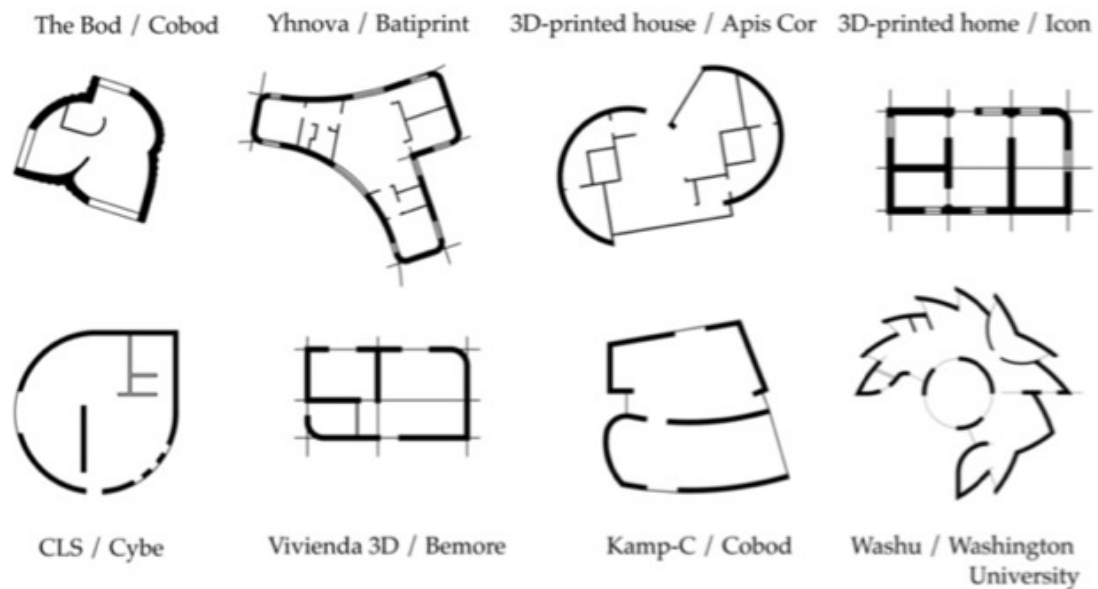 The Bod / Cobod
Yhnova / Batiprint
3D-printed house / Apis Cor
3D-printed home / Icon
CLS / Cybe
Vivienda 3D / Bemore
Kamp-C / Cobod
Washu / Washington
University